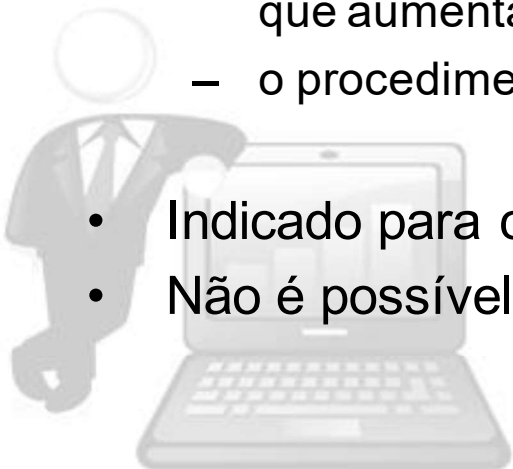 que aumenta
– o procedime
• Indicado para
• Não é possível